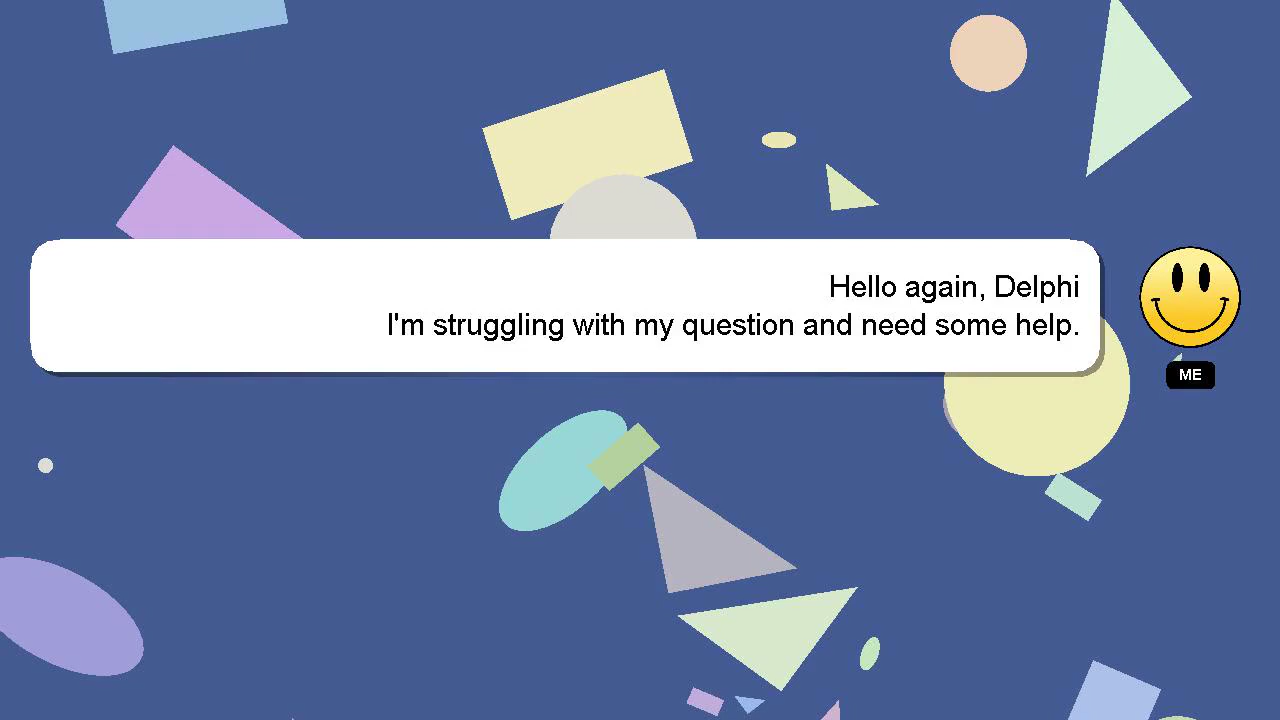 Hello again, Delphi
I'm struggling with my question and need some help.
ME